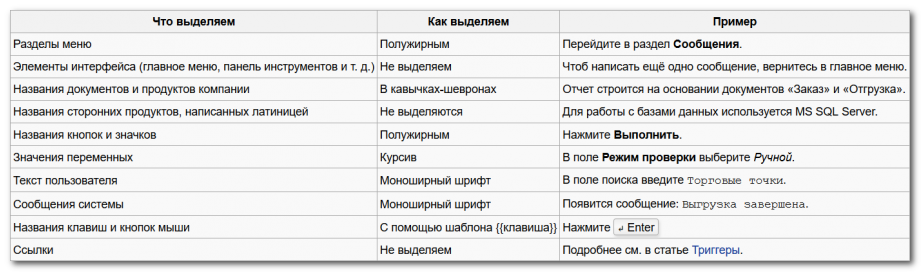 Что выделяем Как выделяем Пример
Разделы меню Полужирным Перейдите в раздел Сообщения.
Элементы интерфейса (главное меню, панель инструментов и т. д.) Не выделяем Чтоб написать ещё одно сообщение, вернитесь в главное меню.
Названия документов и продуктов компании В кавычках-шевронах Отчет строится на основании документов «Заказ» и «Отгрузка».
Названия сторонних продуктов, написанных латиницей Не выделяются Для работы с базами данных используется MS SQL Server.
Названия кнопок и значков Полужирным Нажмите Выполнить.
Значения переменных Курсив В поле Режим проверки выберите Ручной.
Текст пользователя Моноширный шрифт В поле поиска введите Торговые точки.
Сообщения системы Моноширный шрифт Появится сообщение: Выгрузка завершена.
Названия клавиш и кнопок мыши С помощью шаблона {{клавиша}} Нажмите ↲ Enter
Ссылки Не выделяем Подробнее см. в статье Триггеры.